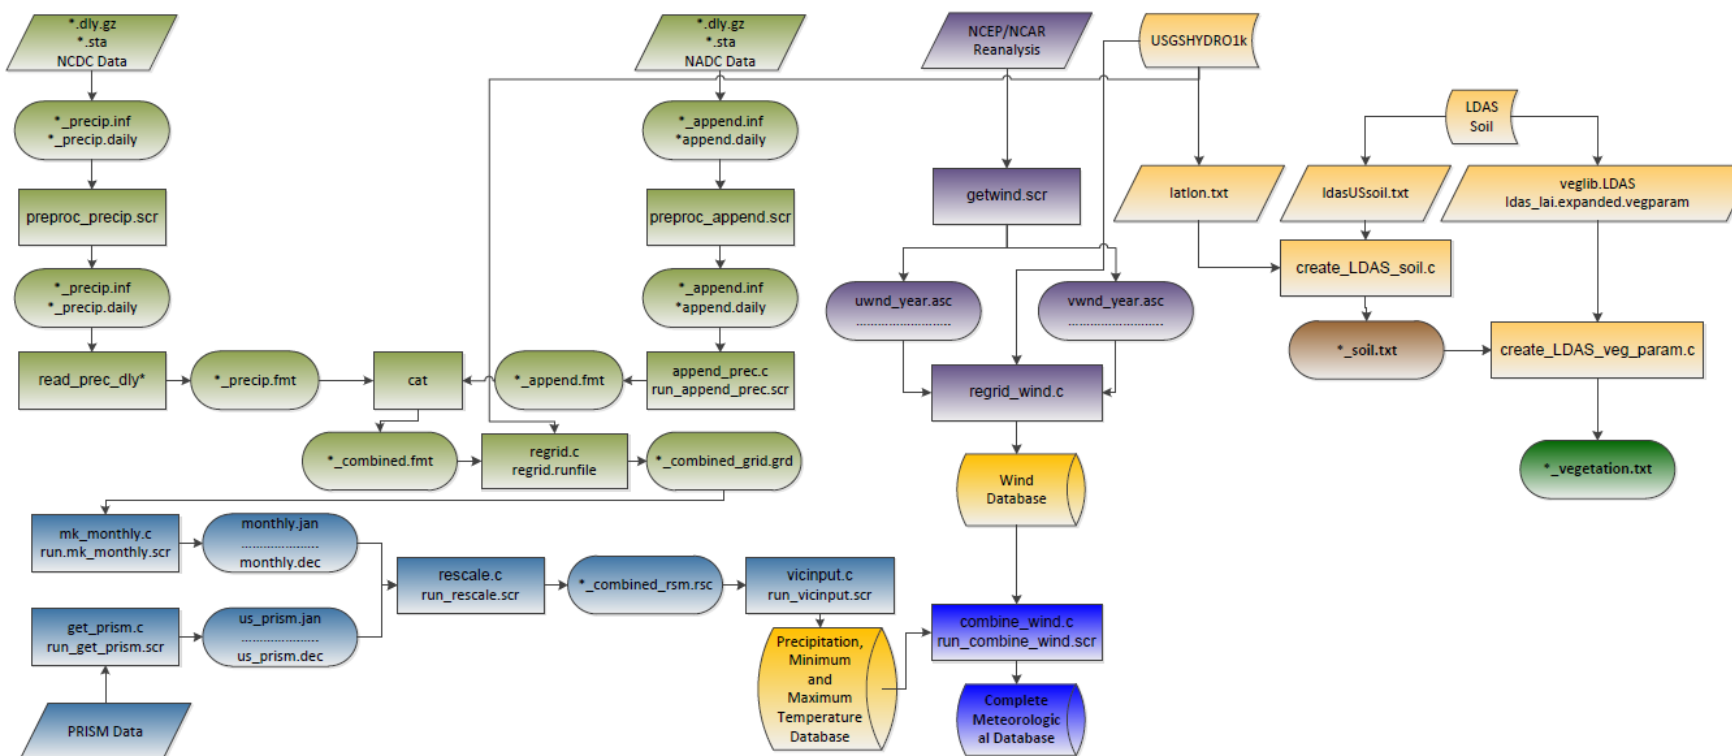 *.dly.gz
*.sta
NCDC Data
*.dly.gz
*.sta
NADC Data
NCEP/NCAR
Reanalysis
USGSHYDRO1k
LDAS
Soil
*_precip.inf
*_precip.daily
*_append.inf
*append.daily
preproc_precip.scr
preproc_append.scr
getwind.scr
latlon.txt
ldasUSsoil.txt
veglib.LDAS
ldas_lai.expanded.vegparam
create_LDAS_soil.c
*_precip.inf
*_precip.daily
*_append.inf
*append.daily
uwnd_year.asc
........................
vwnd_year.asc
........................
*_soil.txt
create_LDAS_veg_param.c
read_prec_dly*
*_precip.fmt
cat
*_append.fmt
append_prec.c
run_append_prec.scr
regrid_wind.c
*_combined.fmt
regrid.c
regrid.runfile
*_combined_grid.grd
Wind
Database
*_vegetation.txt
mk_monthly.c
run.mk_monthly.scr
monthly.jan
...................
monthly.dec
rescale.c
run_rescale.scr
*_combined_rsm.rsc
vicinput.c
run_vicinput.scr
get_prism.c
run_get_prism.scr
us_prism.jan
...................
us_prism.dec
Precipitation,
Minimum
and
Maximum
Temperature
Database
combine_wind.c
run_combine_wind.scr
Complete
Meteorologic
al Database
PRISM Data